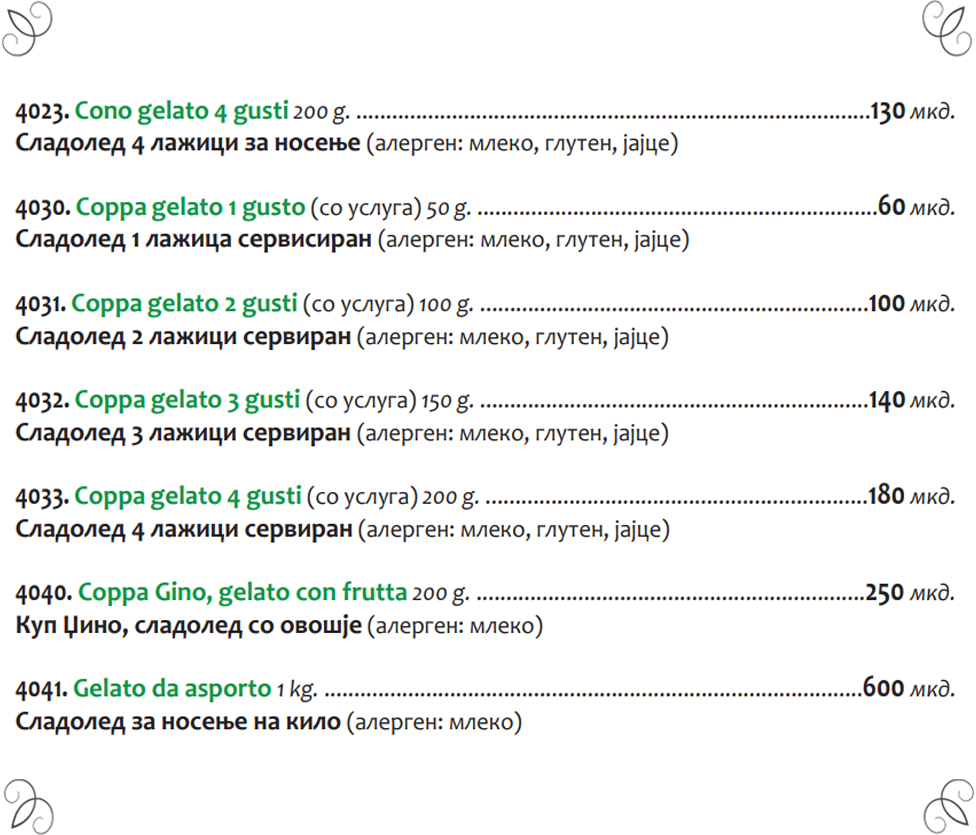 4023. Cono gelato 4 gusti 200 g. ......................................................................................130 мкд.
Сладолед 4 лажици за носење (алерген: млеко, глутен, јајце)
4030. Coppa gelato 1 gusto (со услуга) 50 g. ...................................................................60 мкд.
Сладолед 1 лажица сервисиран (алерген: млеко, глутен, јајце)
4031. Coppa gelato 2 gusti (со услуга) 100 g. .................................................................100 мкд.
Сладолед 2 лажици сервиран (алерген: млеко, глутен, јајце)
4032. Coppa gelato 3 gusti (со услуга) 150 g. .................................................................140 мкд.
Сладолед 3 лажици сервиран (алерген: млеко, глутен, јајце)
4033. Coppa gelato 4 gusti (со услуга) 200 g. ................................................................180 мкд.
Сладолед 4 лажици сервиран (алерген: млеко, глутен, јајце)
4040. Coppa Gino, gelato con frutta 200 g. .................................................................250 мкд.
Куп Џино, сладолед со овошје (алерген: млеко)
4041. Gelato da asporto 1 kg. ..........................................................................................600 мкд.
Сладолед за носење на кило (алерген: млеко)